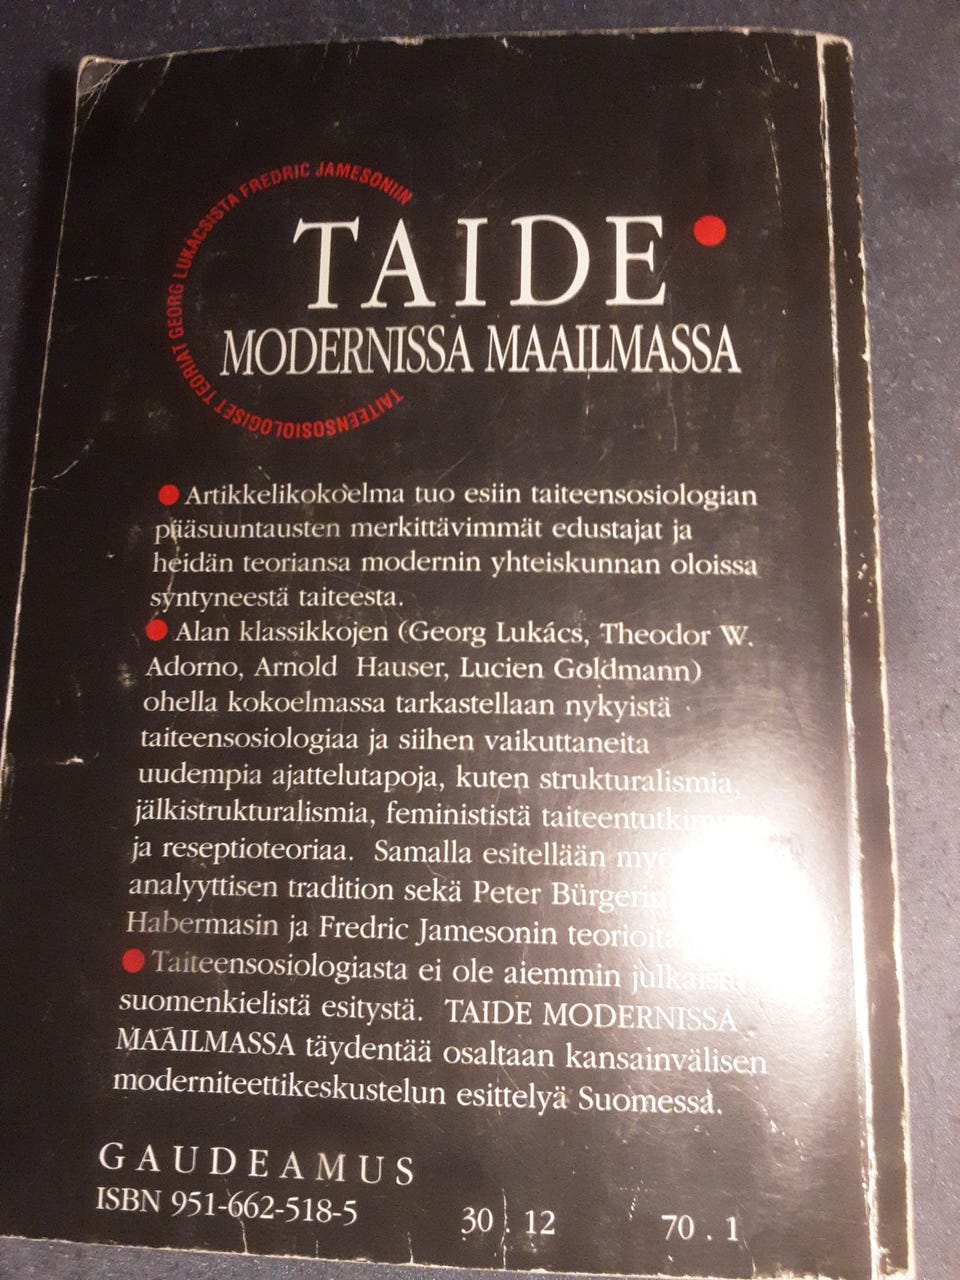 TAITEENSOSIOLOGISET TEORIAT GEORG LUKÁCSISTA FREDRIC JAMESONIIN
TAIDE
MODERNISSA MAAILMASSA
Artikkelikokoelma tuo esiin taiteensosiologian
pääsuuntausten merkittävimmät edustajat ja
heidän teoriansa modernin yhteiskunnan oloissa
syntyneestä taiteesta.
Alan klassikkojen (Georg Lukács, Theodor W.
Adorno, Arnold Hauser, Lucien Goldmann)
ohella kokoelmassa tarkastellaan nykyistä
taiteensosiologiaa ja siihen vaikuttaneita
uudempia ajattelutapoja, kuten strukturalismia,
jälkistrukturalismia, feminististä
ja reseptioteoriaa. Samalla esitellään
analyyttisen tradition sekä Peter Bürgerin
Habermasin ja Fredric Jamesonin teorioita
Taiteensosiologiasta ei ole aiemmin julkaistu
suomenkielistä esitystä. TAIDE MODERNISSA
MAAILMASSA täydentää osaltaan kansainvälisen
moderniteettikeskustelun esittelyä Suomessa.
GAUDEAMUS
ISBN 951-662-518-5
30.12
70.1